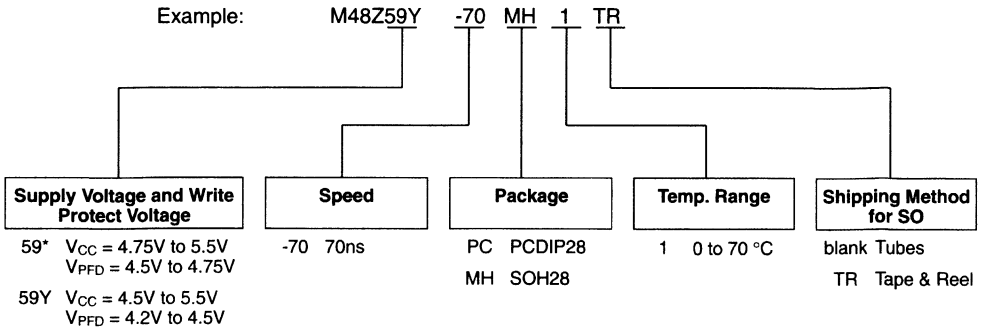 Example: M48Z59Y -70 MH 1 TR
Supply Voltage and Write
Protect Voltage
59* VCC = 4.75V to 5.5V
VPFD = 4.5V to 4.75V
59Y VCC = 4.5V to 5.5V
VPFD = 4.2V to 4.5V
Speed
-70 70ns
Package
PC PCDIP28
MH SOH28
Temp. Range
1 0 to 70 °C
Shipping Method
for SO
blank Tubes
TR Tape & Reel